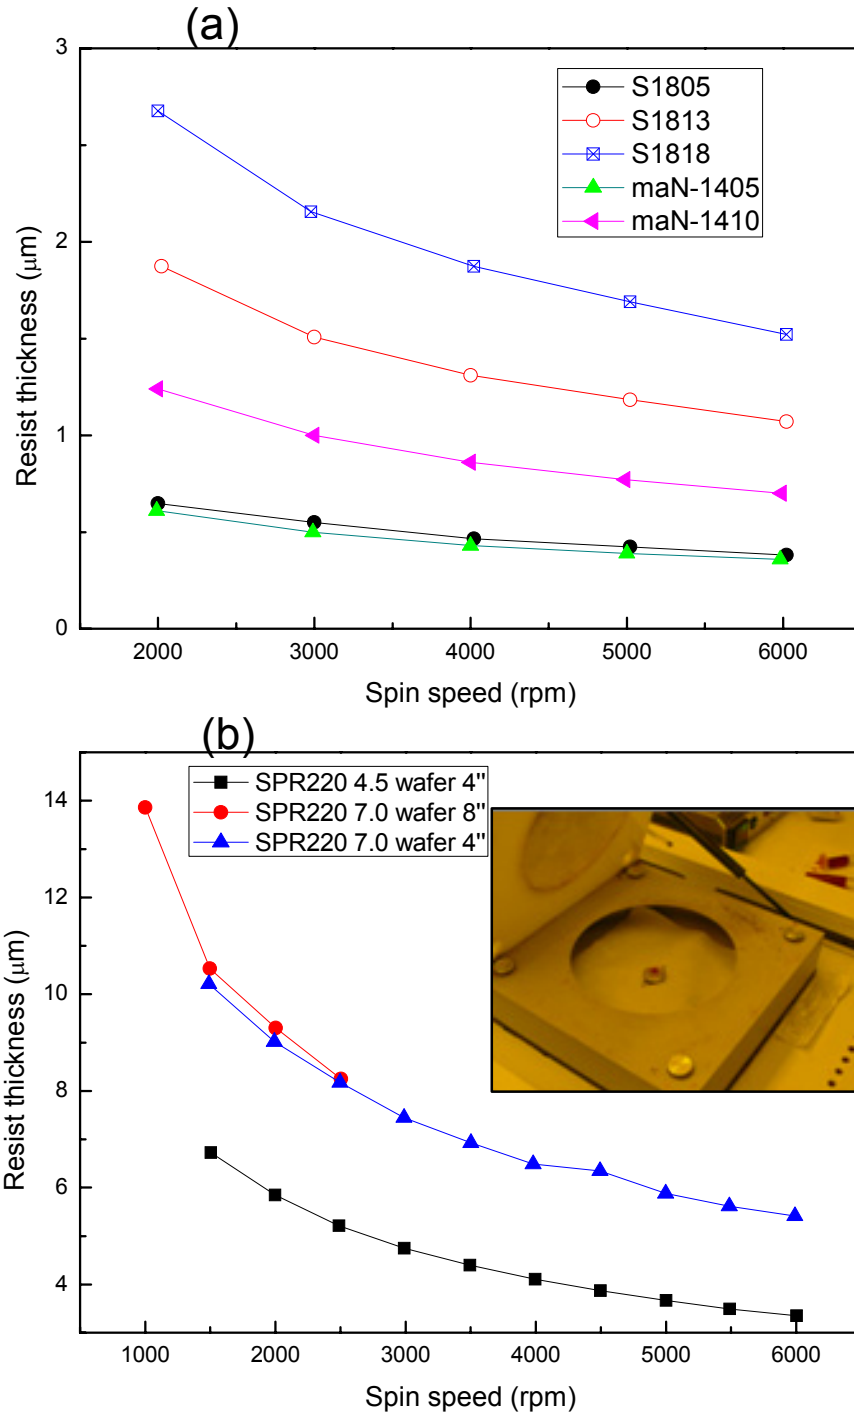 (a)
3
2
1
0
Resist thickness (μm)
S1805
S1813
S1818
maN-1405
maN-1410
2000 3000 4000 5000 6000
Spin speed (rpm)
(b)
14
12
10
8
6
4
Resist thickness (μm)
SPR220 4.5 wafer 4"
SPR220 7.0 wafer 8"
SPR220 7.0 wafer 4"
1000 2000 3000 4000 5000 6000
Spin speed (rpm)